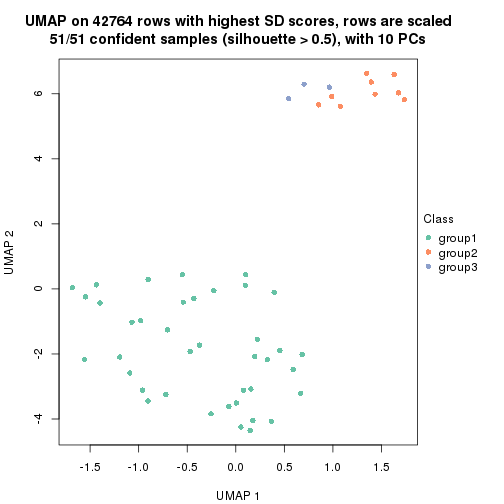 UMAP on 42764 rows with highest SD scores, rows are scaled
51/51 confident samples (silhouette > 0.5), with 10 PCs
UMAP 2
6
4
2
0
-2
-4
-1.5
-1.0
-0.5
0.0
0.5
1.0
1.5
UMAP 1
Class
group1
group2
group3